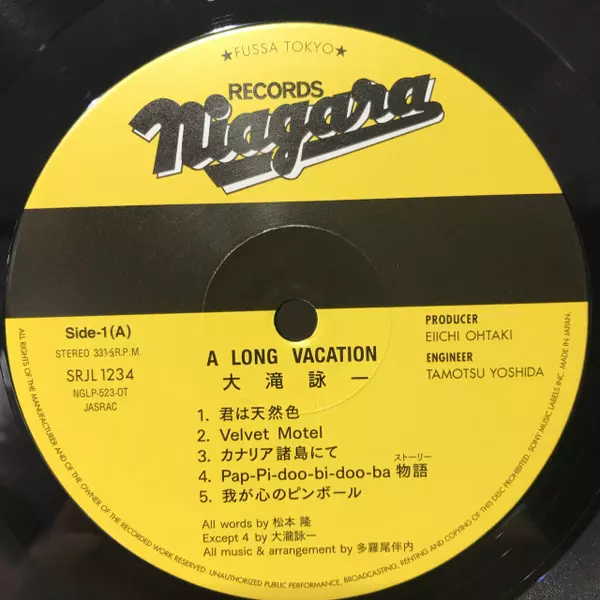 ★FUSSA TOKYO★
RECORDS
Niagara
Side-1(A)
STEREO 33 1/3 R.P.M.
SRJL 1234
NGLP-523-OT
JASRAC
PRODUCER
EIICHI OHTAKI
ENGINEER
TAMOTSU YOSHIDA
A LONG VACATION
大滝詠一
1. 君は天然色
2. Velvet Motel
3. カナリア諸島にて
ストーリー
4. Pap-Pi-doo-bi-doo-ba 物語
5. 我が心のピンボール
All words by 松本 隆
Except 4 by 大瀧詠一
All music & arrangement by 多羅尾伴内
ALL RIGHTS OF THE MANUFACTURER AND OF THE OWNER OF THE RECORDED WORK RESERVED. UNAUTHORIZED PUBLIC PERFORMANCE, BROADCASTING, RENTING AND COPYING OF THIS DISC PROHIBITED. SONY MUSIC LABELS INC. MADE IN JAPAN.